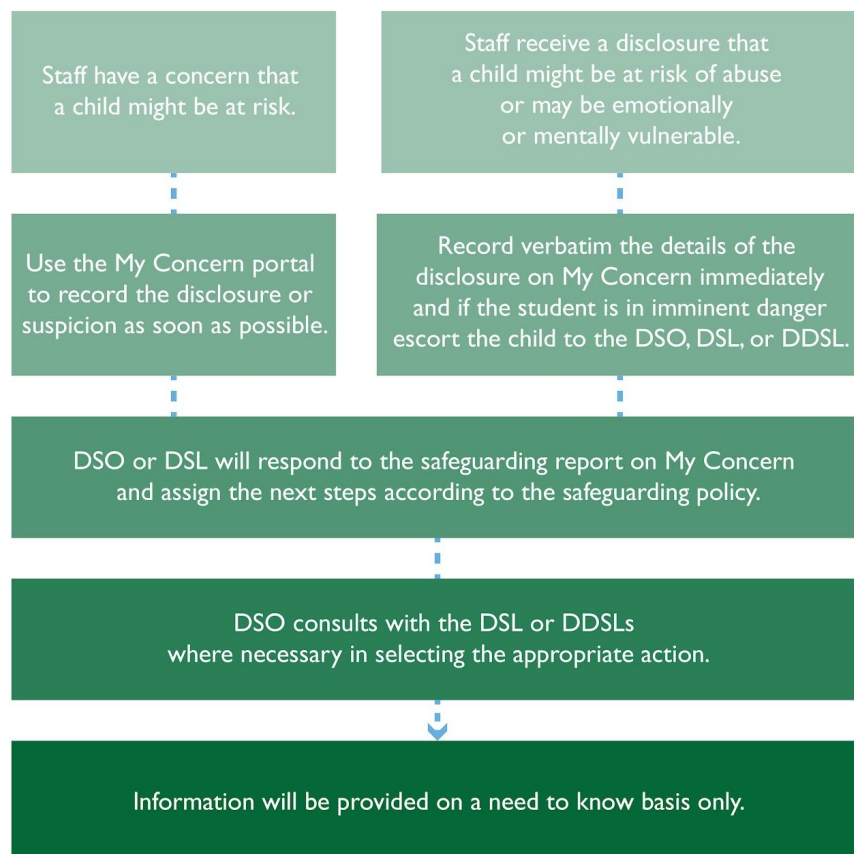 Staff have a concern that
a child might be at risk.
Staff receive a disclosure that
a child might be at risk of abuse
or may be emotionally
or mentally vulnerable.
Use the My Concern portal
to record the disclosure or
suspicion as soon as possible.
Record verbatim the details of the
disclosure on My Concern immediately
and if the student is in imminent danger
escort the child to the DSO, DSL, or DDSL.
DSO or DSL will respond to the safeguarding report on My Concern
and assign the next steps according to the safeguarding policy.
DSO consults with the DSL or DDSLs
where necessary in selecting the appropriate action.
Information will be provided on a need to know basis only.